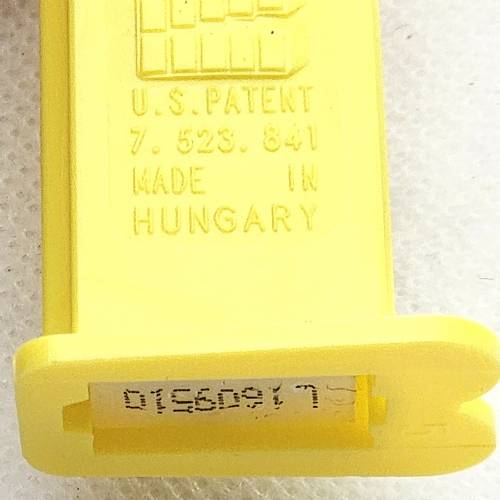 U.S.PATENT
7. 523. 841
MADE IN
HUNGARY